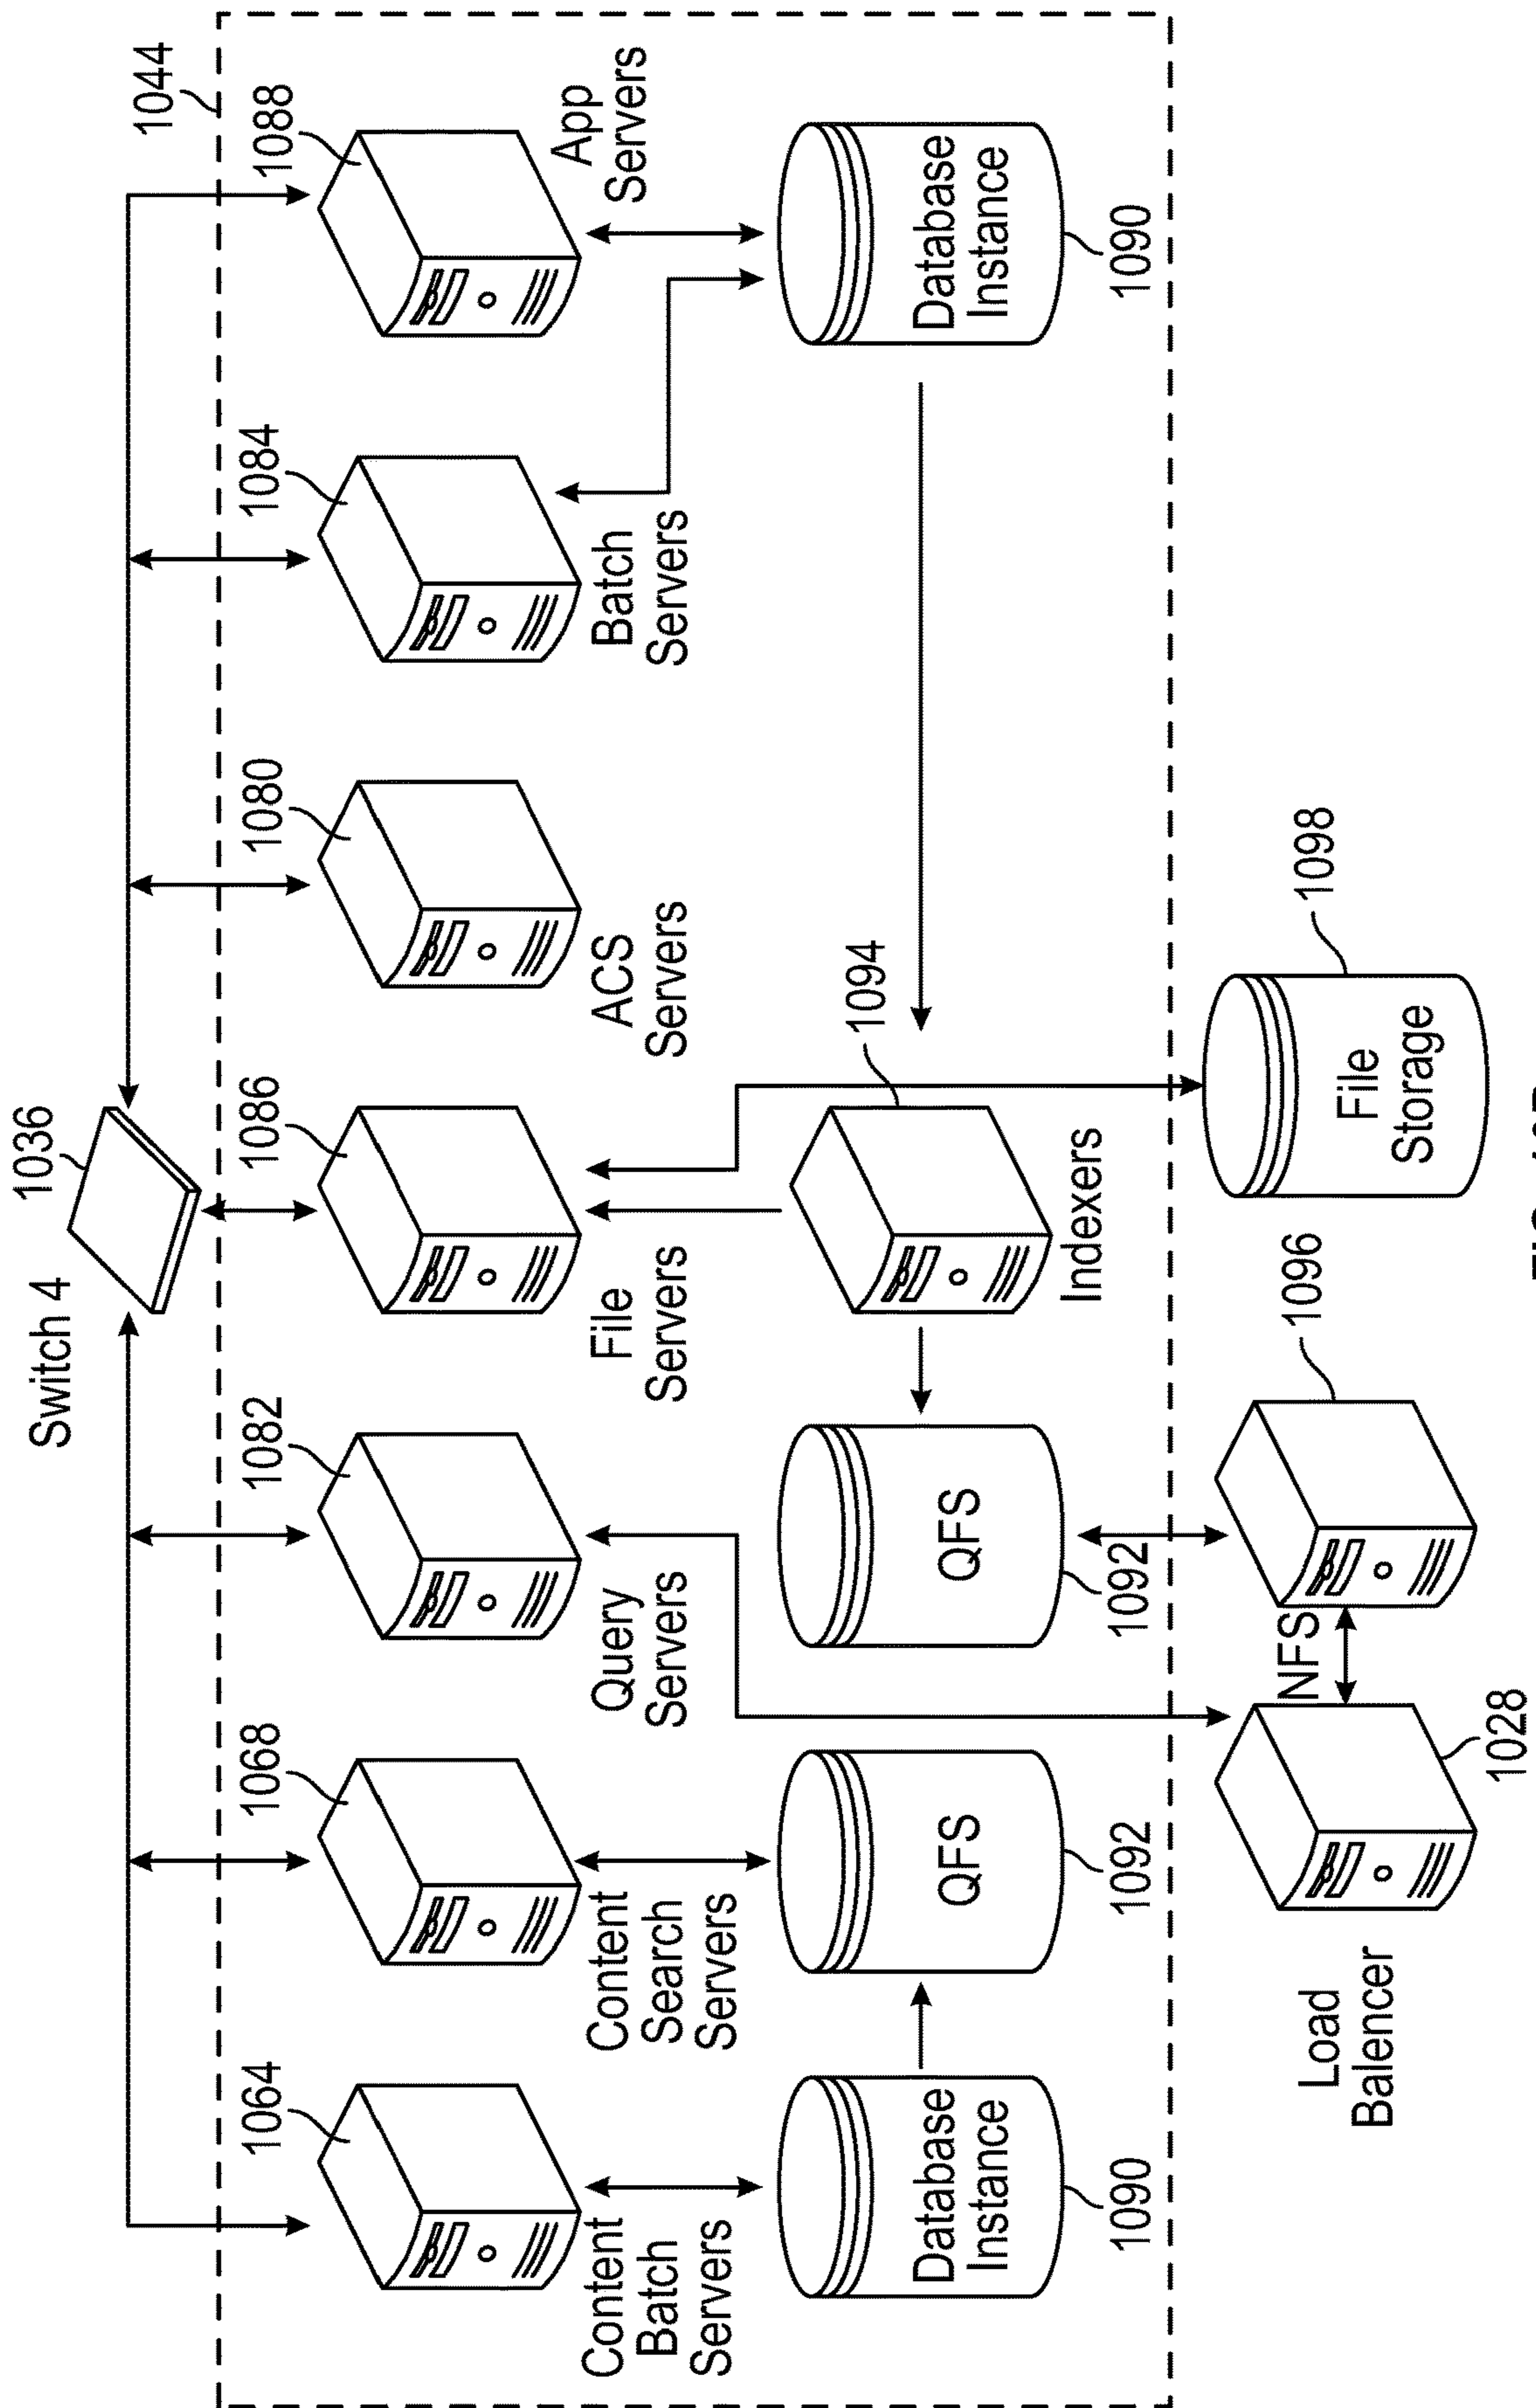 Switch 4
1036
1044
1064
1068
1082
1086
1080
1084
1088
Content
Batch
Servers
Content
Search
Servers
Query
Servers
File
Servers
ACS
Servers
Batch
Servers
App
Servers
Database
Instance
1090
QFS
1092
QFS
1092
Indexers
1094
Database
Instance
1090
Load
Balencer
1028
NFS
1096
File
Storage
1098